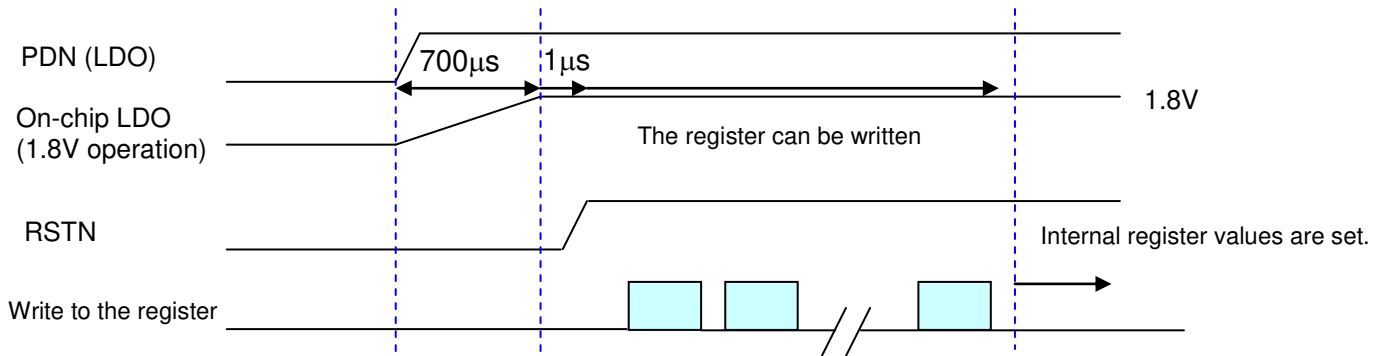 PDN (LDO)
700μs
1μs
On-chip LDO
(1.8V operation)
1.8V
The register can be written
RSTN
Internal register values are set.
Write to the register